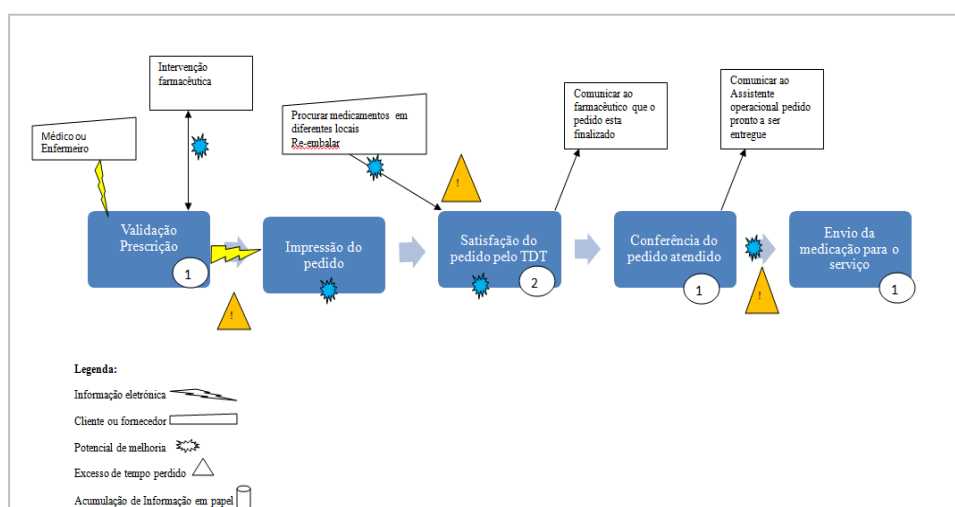 Intervenção
farmacêutica
Médico ou
Enfermeiro
Procurar medicamentos em
diferentes locais
Re-embalar
Comunicar ao
farmacêutico que o
pedido esta
finalizado
Comunicar ao
Assistente
operacional pedido
pronto a ser
entregue
Validação
Prescrição
1
!
Impressão do
pedido
!
Satisfação do
pedido pelo TDT
2
Conferência do
pedido atendido
1
!
Envio da
medicação para o
serviço
1
Legenda:
Informação eletrónica
Cliente ou fornecedor
Potencial de melhoria
Excesso de tempo perdido
Acumulação de Informação em papel